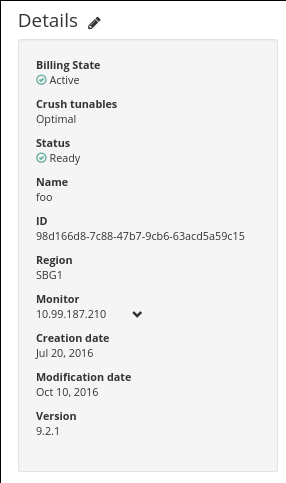 Details
Billing State
Active
Crush tunables
Optimal
Status
Ready
Name
foo
ID
98d166d8-7c88-47b7-9cb6-63acd5a59c15
Region
SBG1
Monitor
10.99.187.210
Creation date
Jul 20, 2016
Modification date
Oct 10, 2016
Version
9.2.1